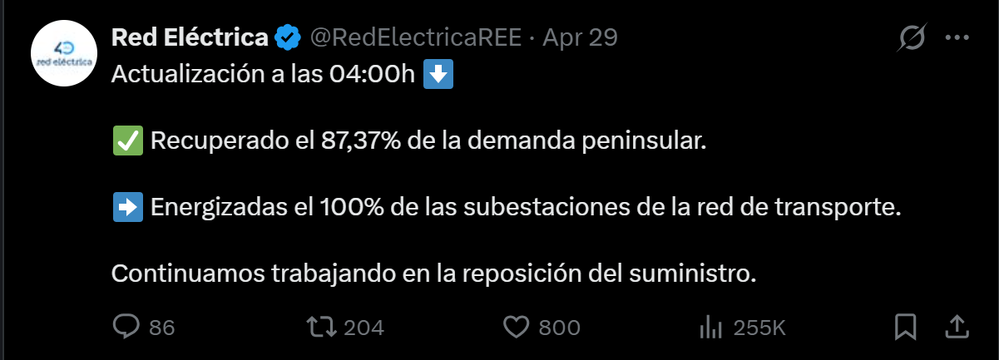 Red Eléctrica @RedElectricaREE · Apr 29
red eléctrica
Actualización a las 04:00h
Recuperado el 87,37% de la demanda peninsular.
Energizadas el 100% de las subestaciones de la red de transporte.
Continuamos trabajando en la reposición del suministro.
86 204 800 255K